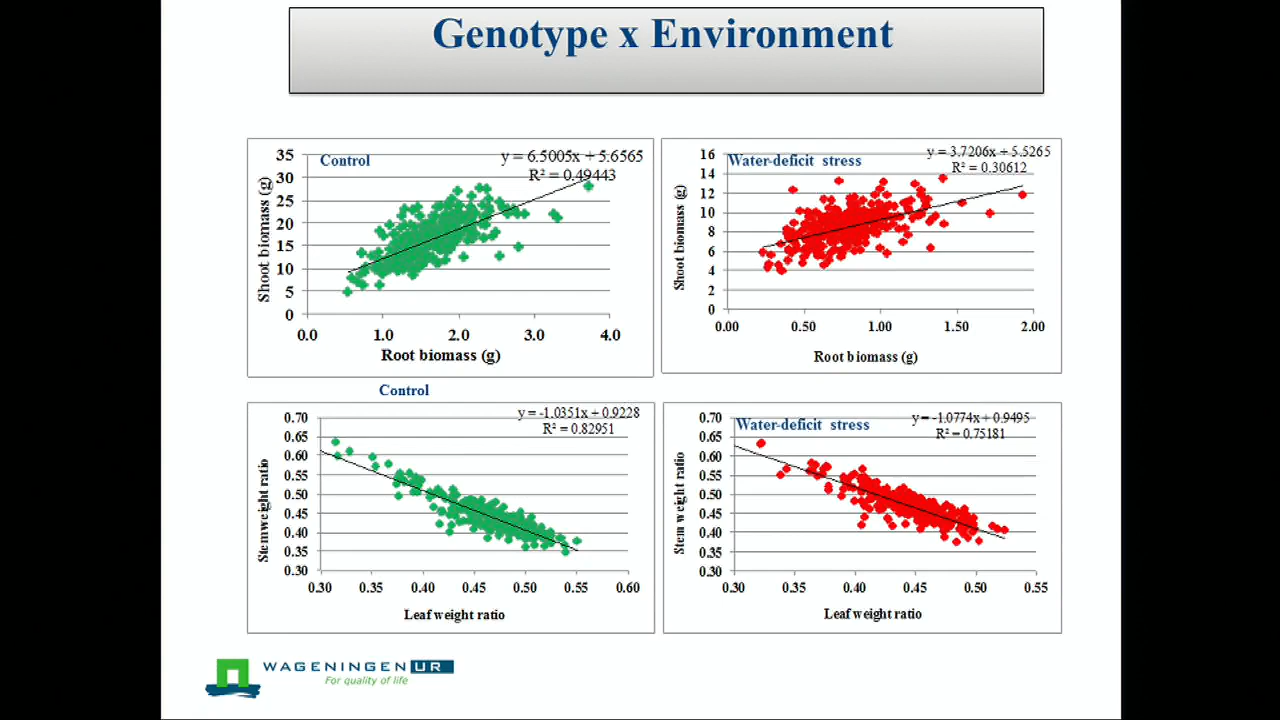 Genotype x Environment
Control
y = 6.5005x + 5.6565
R² = 0.49443
35
30
25
20
15
10
5
0
Shoot biomass (g)
0.0 1.0 2.0 3.0 4.0
Root biomass (g)
Water-deficit stress
y = 3.7206x + 5.5265
R² = 0.30612
16
14
12
10
8
6
4
2
0
Shoot biomass (g)
0.00 0.50 1.00 1.50 2.00
Root biomass (g)
Control
y = -1.0351x + 0.9228
R² = 0.82951
0.70
0.65
0.60
0.55
0.50
0.45
0.40
0.35
0.30
Stem weight ratio
0.30 0.35 0.40 0.45 0.50 0.55 0.60
Leaf weight ratio
Water-deficit stress
y = -1.0774x + 0.9495
R² = 0.75181
0.70
0.65
0.60
0.55
0.50
0.45
0.40
0.35
0.30
Stem weight ratio
0.30 0.35 0.40 0.45 0.50 0.55
Leaf weight ratio
WAGENINGEN UR
For quality of life